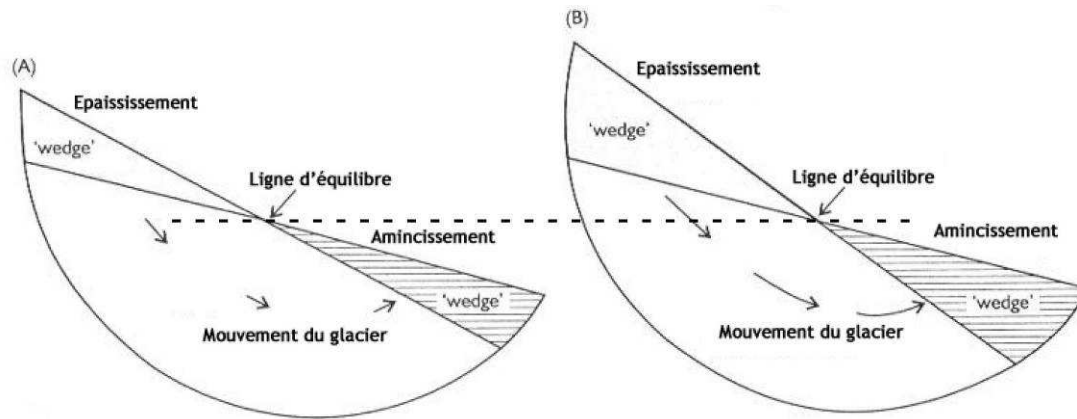 (A)
Epaississement
'wedge'
Ligne d'équilibre
Amincissement
'wedge'
Mouvement du glacier
(B)
Epaississement
'wedge'
Ligne d'équilibre
Amincissement
'wedge'
Mouvement du glacier